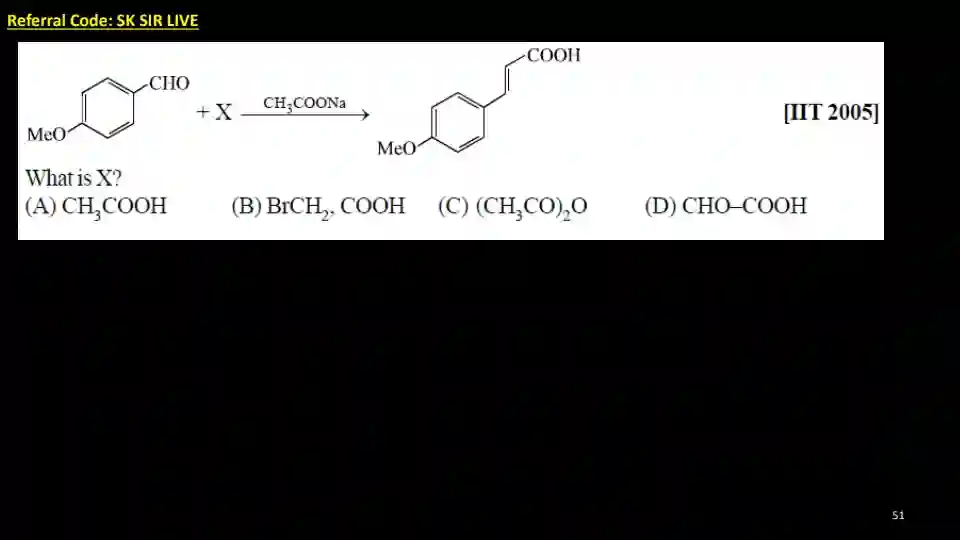 Referral Code: SK SIR LIVE
CHO
MeO
+ X
CH₃COONa
COOH
MeO
[IIT 2005]
What is X?
(A) CH₃COOH (B) BrCH₂, COOH (C) (CH₃CO)₂O (D) CHO–COOH
51